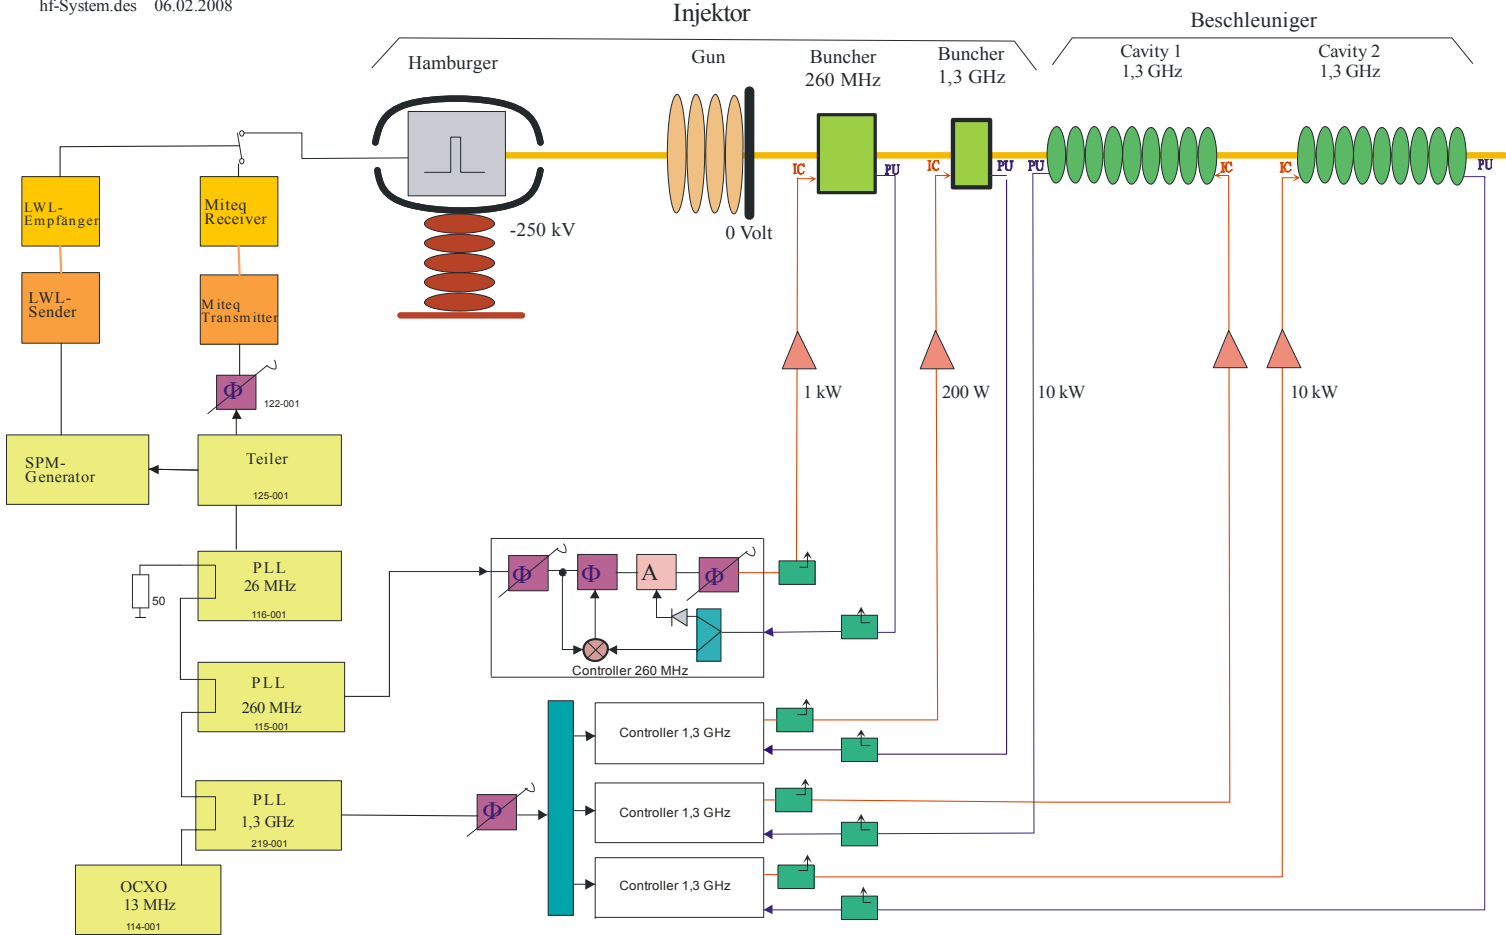 hf-System.des 06.02.2008
Injektor
Beschleuniger
Hamburger
Gun
Buncher
260 MHz
Buncher
1,3 GHz
Cavity 1
1,3 GHz
Cavity 2
1,3 GHz
IC
PU
IC
PU
PU
IC
IC
PU
-250 kV
0 Volt
LWL-
Empfänger
Miteq
Receiver
LWL-
Sender
Miteq
Transmitter
Φ
122-001
1 kW
200 W
10 kW
10 kW
SPM-
Generator
Teiler
125-001
PLL
26 MHz
116-001
50
Φ
Φ
A
Φ
Controller 260 MHz
PLL
260 MHz
115-001
Controller 1,3 GHz
PLL
1,3 GHz
219-001
Φ
Controller 1,3 GHz
OCXO
13 MHz
114-001
Controller 1,3 GHz